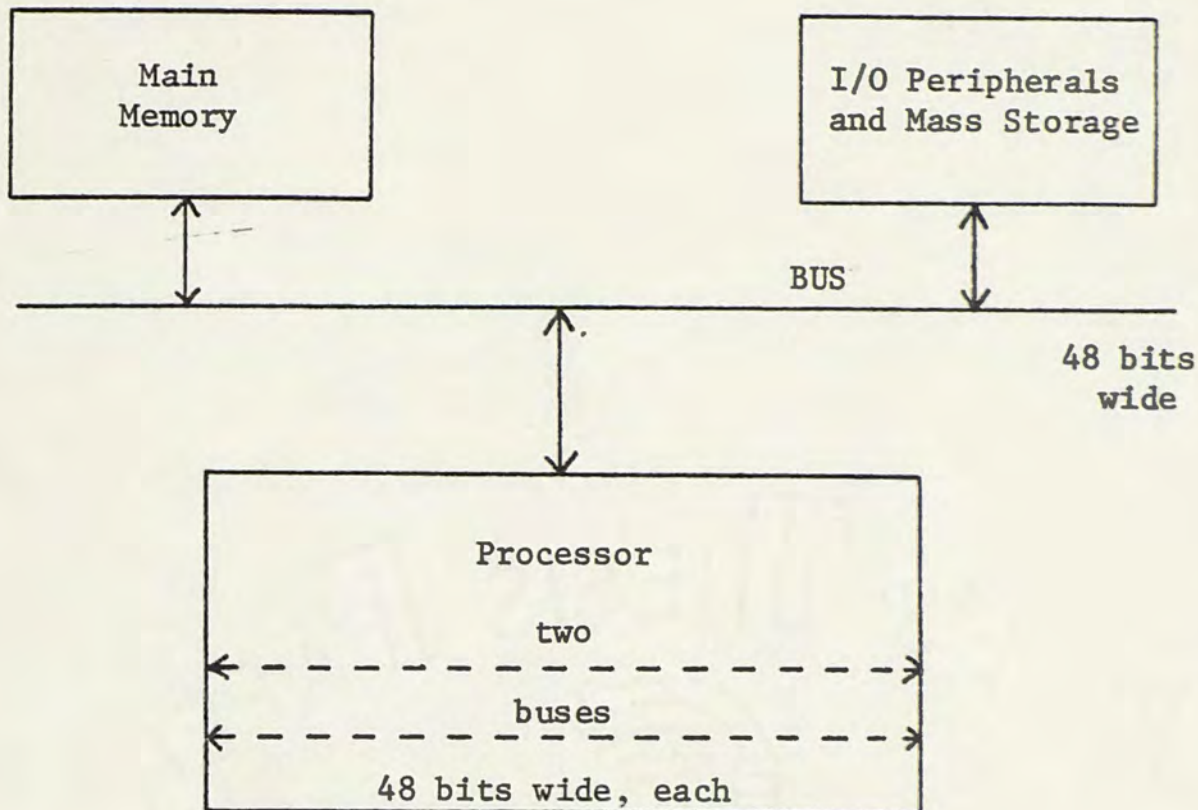 Main
Memory
I/O Peripherals
and Mass Storage
BUS
48 bits
wide
Processor
two
buses
48 bits wide, each